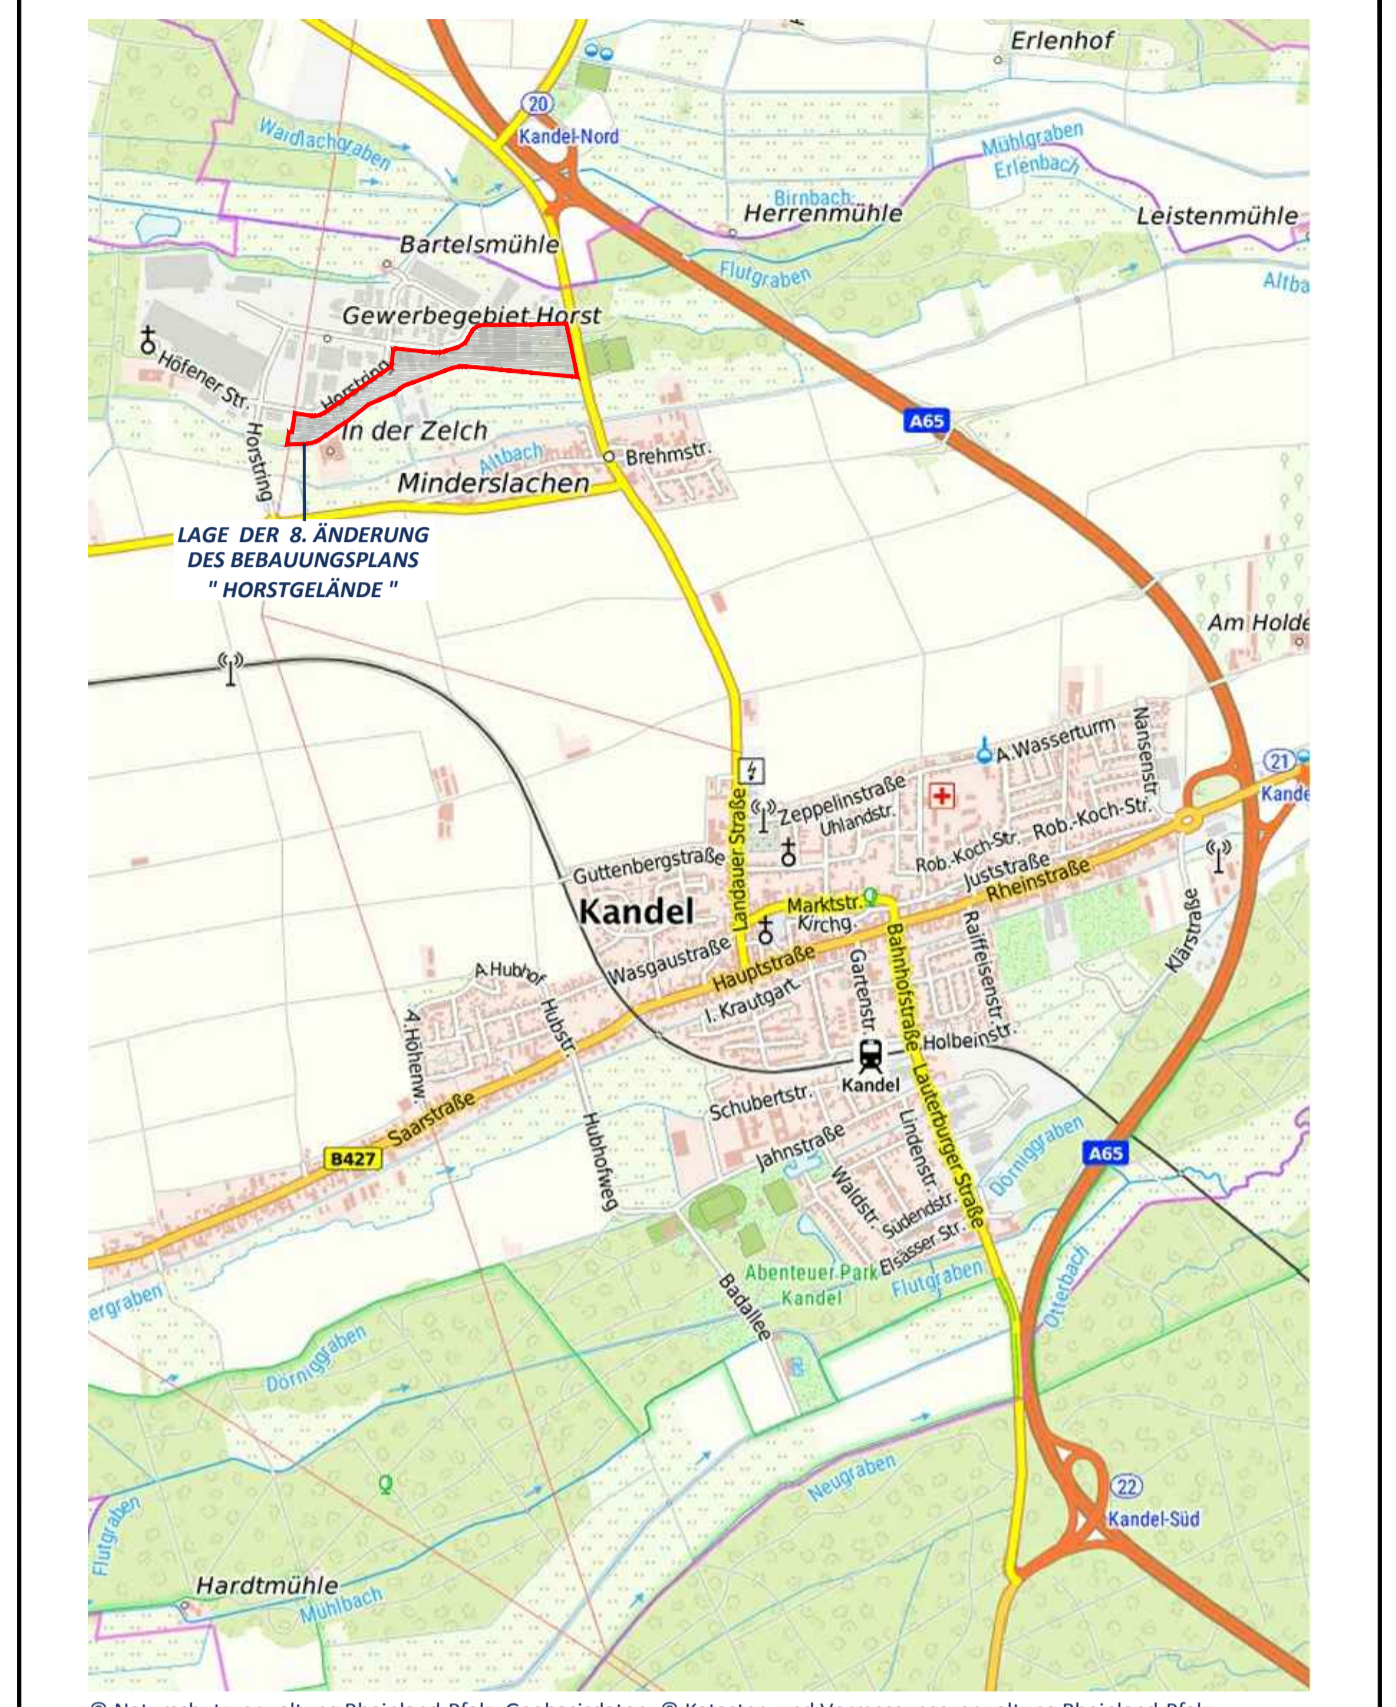 Erlenhof
20
Kandel-Nord
Waidlachgraben
Mühlgraben
Erlenbach
Birnbach
Herrenmühle
Leistenmühle
Bartelsmühle
Flutgraben
Altba
Gewerbegebiet Horst
Höfener Str.
Horstring
Horstring
In der Zelch
A65
Altbach
Brehmstr.
Minderslachen
LAGE DER 8. ÄNDERUNG
DES BEBAUUNGSPLANS
" HORSTGELÄNDE "
Am Holde
Nansenstr.
A.Wasserturm
21
Kande
Zeppelinstraße
Uhlandstr.
Landauer Straße
Rob.-Koch-Str.
Rob.-Koch-Str.
Guttenbergstraße
Juststraße
Rheinstraße
Kandel
Marktstr.
Kirchg.
Klärstraße
Raiffeisenstr.
Bahnhofstraße
Wasgaustraße
Hauptstraße
Gartenstr.
A.Hubhof
I. Krautgart.
Hubstr.
A.Höhenw.
Holbeinstr.
Kandel
Schubertstr.
Saarstraße
Lauterburger Straße
Lindenstr.
Jahnstraße
Dörniggraben
A65
B427
Hubhofweg
Waldstr.
Südendstr.
Elsässer Str.
Abenteuer Park
Kandel
Flutgraben
Otterbach
ergraben
Badallee
Dörniggraben
Neugraben
22
Kandel-Süd
Flutgraben
Hardtmühle
Mühlbach